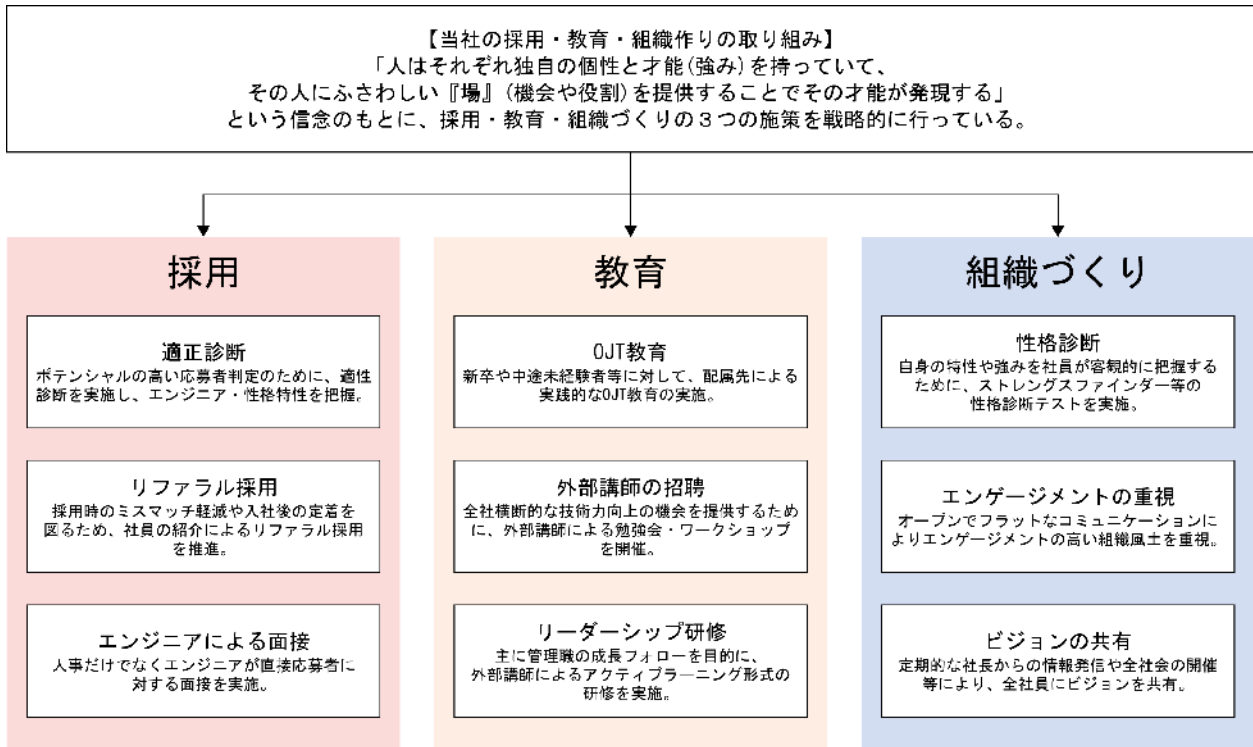 【当社の採用・教育・組織作りの取り組み】
「人はそれぞれ独自の個性と才能(強み)を持っていて、
その人にふさわしい『場』(機会や役割)を提供することでその才能が発現する」
という信念のもとに、採用・教育・組織づくりの３つの施策を戦略的に行っている。
採用
適正診断
ポテンシャルの高い応募者判定のために、適性
診断を実施し、エンジニア・性格特性を把握。
リファラル採用
採用時のミスマッチ軽減や入社後の定着を
図るため、社員の紹介によるリファラル採用
を推進。
エンジニアによる面接
人事だけでなくエンジニアが直接応募者に
対する面接を実施。
教育
OJT教育
新卒や中途未経験者等に対して、配属先による
実践的なOJT教育の実施。
外部講師の招聘
全社横断的な技術力向上の機会を提供するため
に、外部講師による勉強会・ワークショップ
を開催。
リーダーシップ研修
主に管理職の成長フォローを目的に、
外部講師によるアクティブラーニング形式の
研修を実施。
組織づくり
性格診断
自身の特性や強みを社員が客観的に把握する
ために、ストレングスファインダー等の
性格診断テストを実施。
エンゲージメントの重視
オープンでフラットなコミュニケーションに
よりエンゲージメントの高い組織風土を重視。
ビジョンの共有
定期的な社長からの情報発信や全社会の開催
等により、全社員にビジョンを共有。